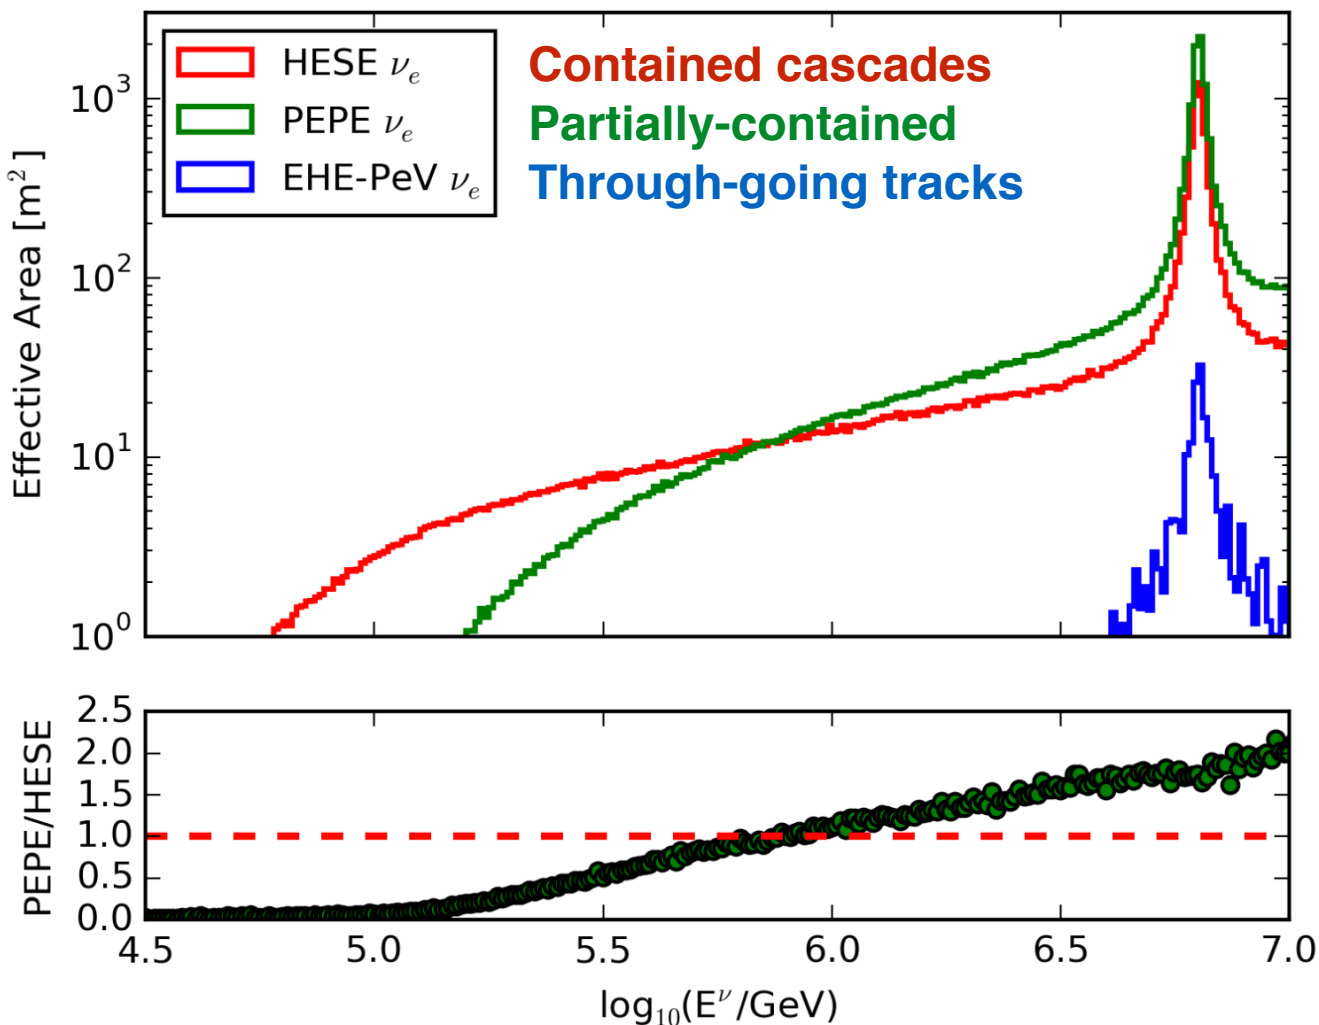 HESE νₑ
PEPE νₑ
EHE-PeV νₑ
Contained cascades
Partially-contained
Through-going tracks
Effective Area [m²]
10³
10²
10¹
10⁰
PEPE/HESE
2.5
2.0
1.5
1.0
0.5
0.0
4.5 5.0 5.5 6.0 6.5 7.0
log₁₀(E^ν/GeV)